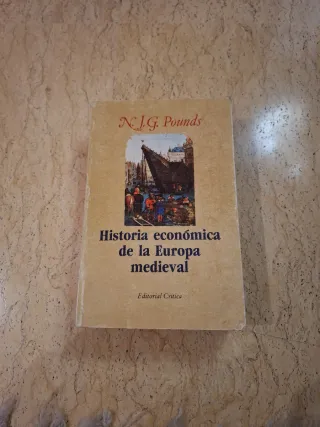 N. J. G. Pounds
Historia económica
de la Europa
medieval
Editorial Crítica